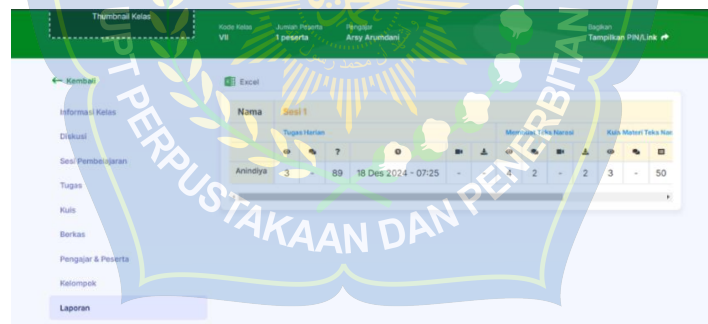 Thumbnail Kelas
Kode Kelas
VII
Jumlah Peserta
1 peserta
Pengajar
Arsy Arumdani
Bagikan
Tampilkan PIN/Link
Kembali
Excel
Informasi Kelas
Diskusi
Sesi Pembelajaran
Tugas
Kuis
Berkas
Pengajar & Peserta
Kelompok
Laporan
Nama Sesi 1
Tugas Harian Membuat Teks Narasi Kuis Materi Teks Nar
?
Anindiya 3 - 89 18 Des 2024 - 07:25 - - 4 2 - 2 3 - 50
UPT PERPUSTAKAAN DAN PENERBITAN